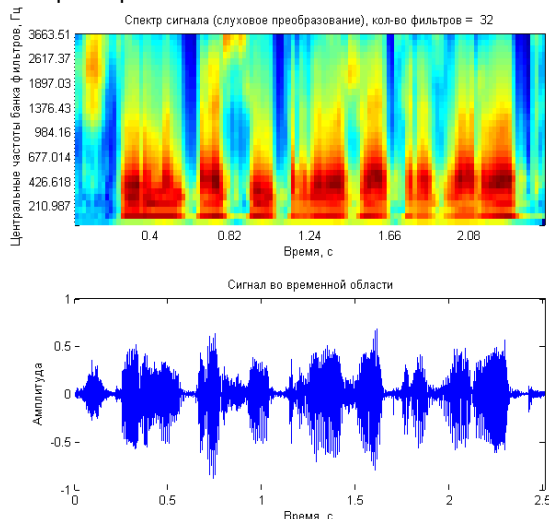 Спектр сигнала (слуховое преобразование), кол-во фильтров = 32
Центральные частоты банка фильтров, Гц
3663.51
2617.37
1897.03
1376.43
984.16
677.014
426.618
210.987
0.4 0.82 1.24 1.66 2.08
Время, с
Сигнал во временной области
Амплитуда
1
0.5
0
-0.5
-1
0 0.5 1 1.5 2 2.5
Время, с